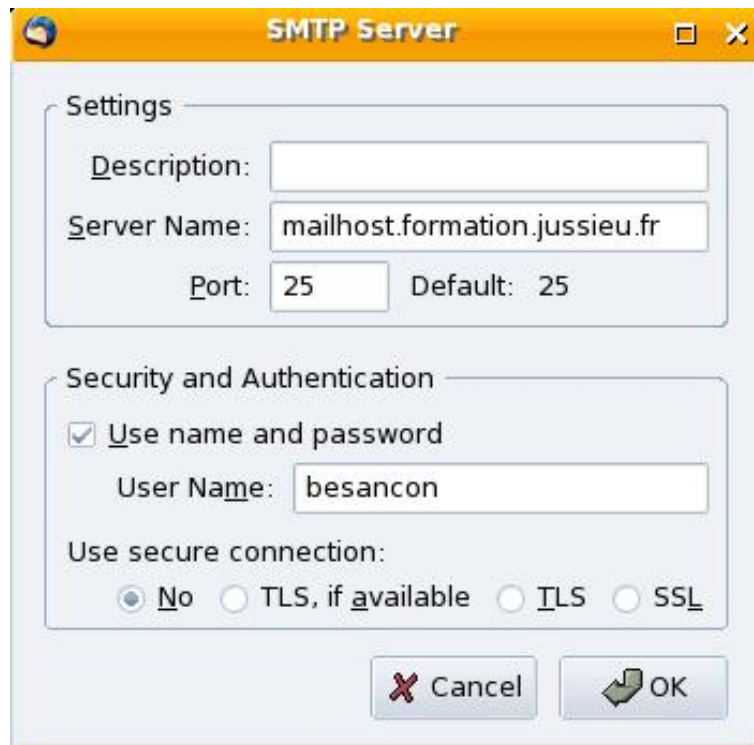 SMTP Server
Settings
Description:
Server Name: mailhost.formation.jussieu.fr
Port: 25 Default: 25
Security and Authentication
Use name and password
User Name: besancon
Use secure connection:
No TLS, if available TLS SSL
Cancel OK